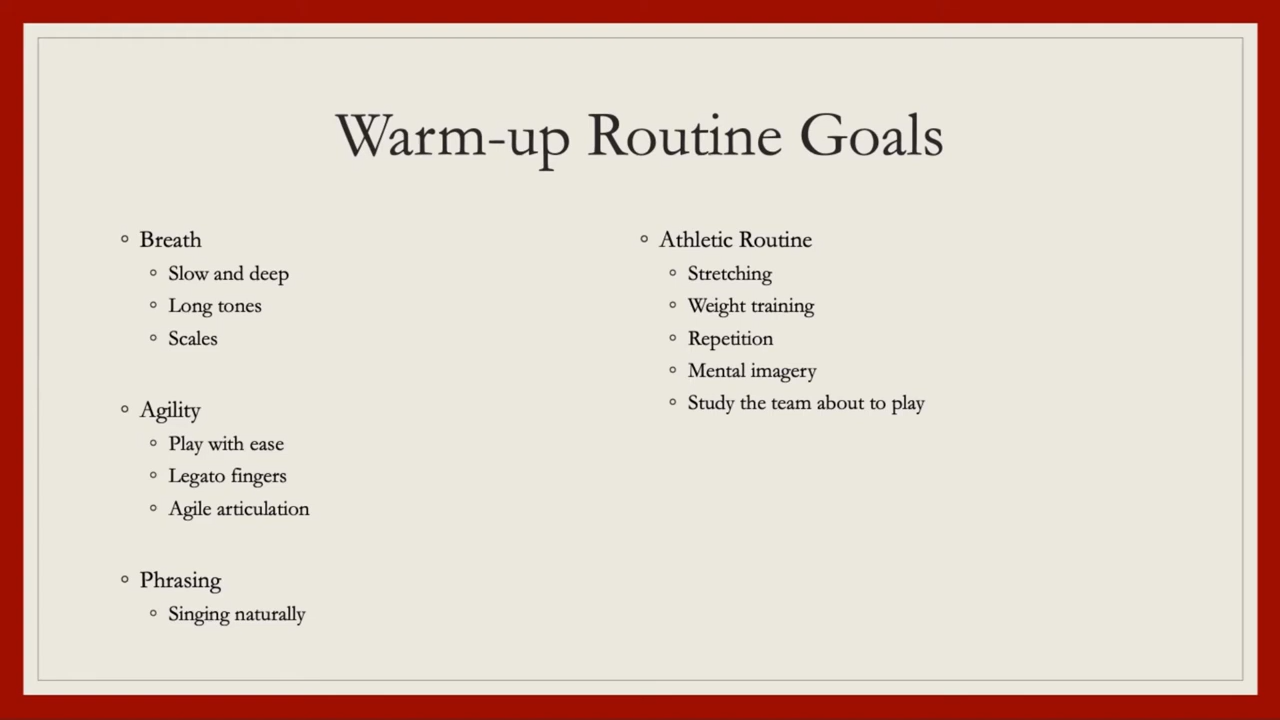 Warm-up Routine Goals
Breath
Slow and deep
Long tones
Scales
Agility
Play with ease
Legato fingers
Agile articulation
Phrasing
Singing naturally
Athletic Routine
Stretching
Weight training
Repetition
Mental imagery
Study the team about to play